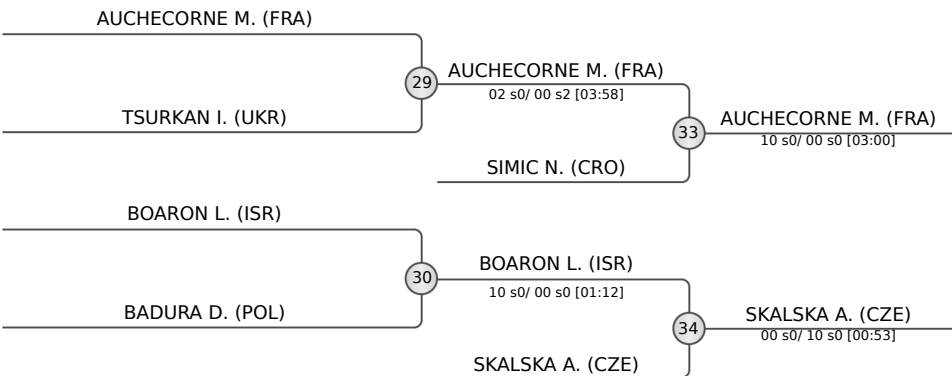 AUCHECORNE M. (FRA)
29
AUCHECORNE M. (FRA)
02 s0/ 00 s2 [03:58]
TSURKAN I. (UKR)
33
AUCHECORNE M. (FRA)
10 s0/ 00 s0 [03:00]
SIMIC N. (CRO)
BOARON L. (ISR)
30
BOARON L. (ISR)
10 s0/ 00 s0 [01:12]
BADURA D. (POL)
34
SKALSKA A. (CZE)
00 s0/ 10 s0 [00:53]
SKALSKA A. (CZE)